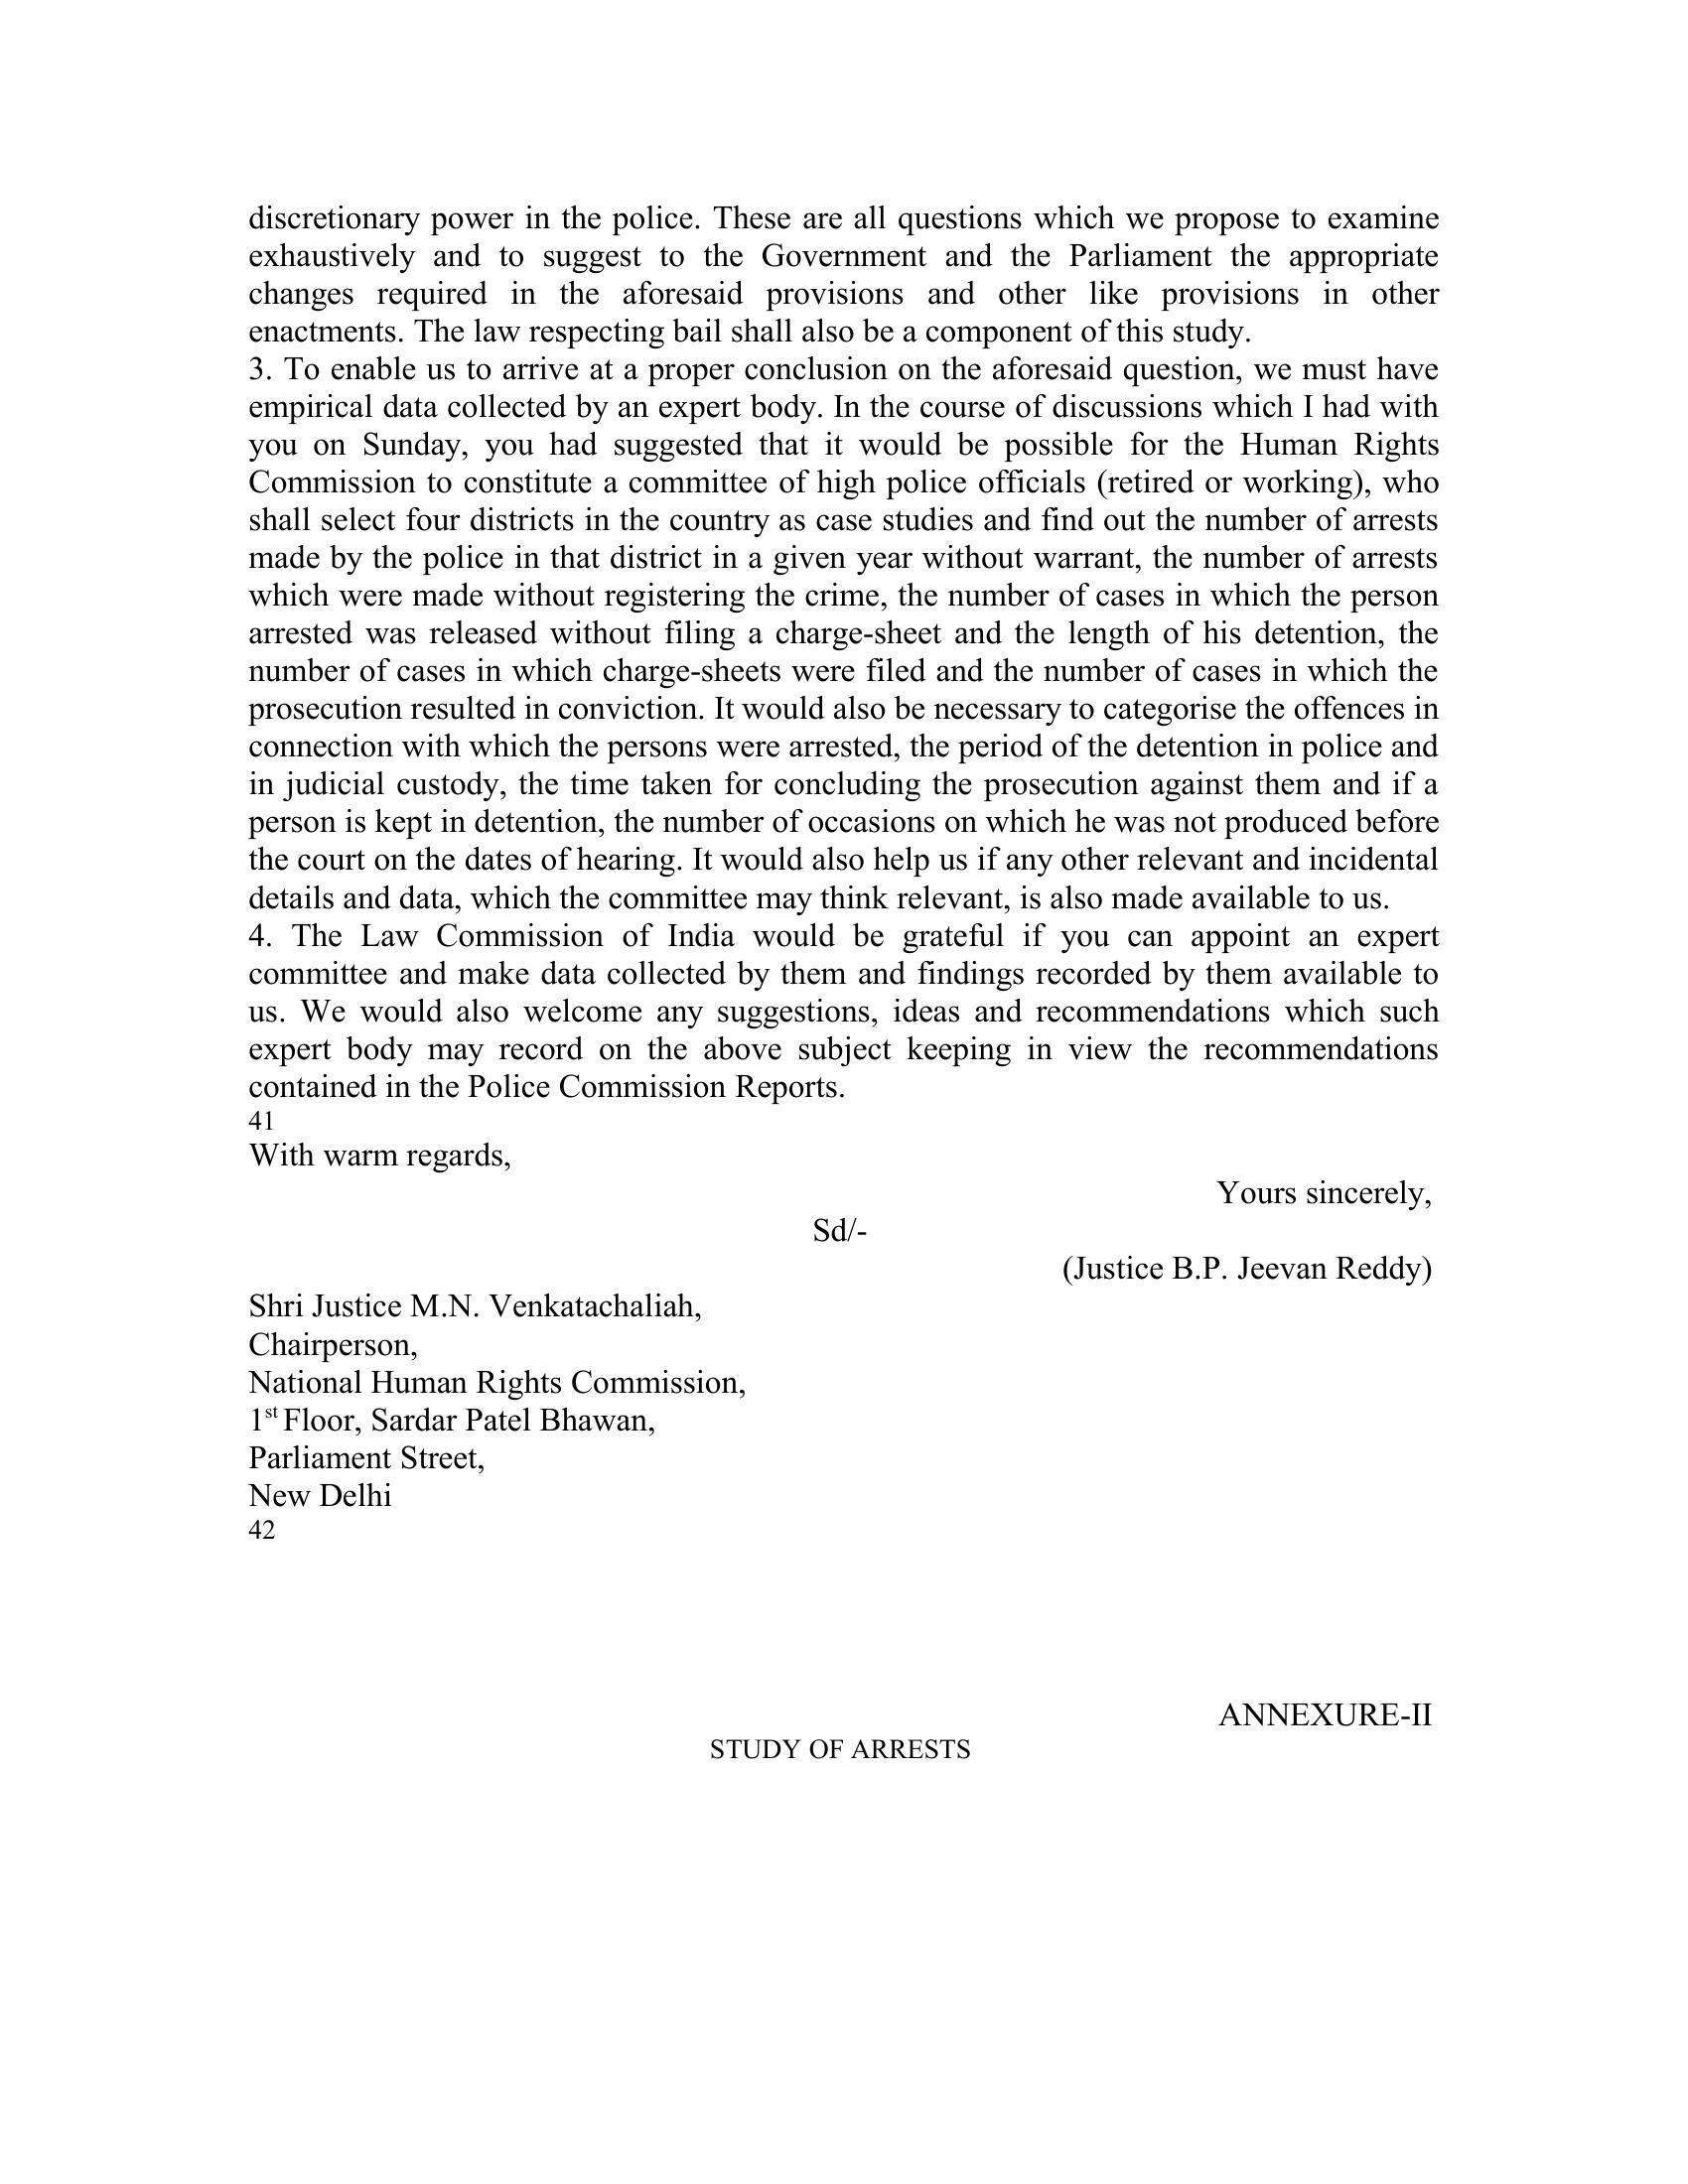 discretionary power in the police. These are all questions which we propose to examine
exhaustively and to suggest to the Government and the Parliament the appropriate
changes required in the aforesaid provisions and other like provisions in other
enactments. The law respecting bail shall also be a component of this study.
3. To enable us to arrive at a proper conclusion on the aforesaid question, we must have
empirical data collected by an expert body. In the course of discussions which I had with
you on Sunday, you had suggested that it would be possible for the Human Rights
Commission to constitute a committee of high police officials (retired or working), who
shall select four districts in the country as case studies and find out the number of arrests
made by the police in that district in a given year without warrant, the number of arrests
which were made without registering the crime, the number of cases in which the person
arrested was released without filing a charge-sheet and the length of his detention, the
number of cases in which charge-sheets were filed and the number of cases in which the
prosecution resulted in conviction. It would also be necessary to categorise the offences in
connection with which the persons were arrested, the period of the detention in police and
in judicial custody, the time taken for concluding the prosecution against them and if a
person is kept in detention, the number of occasions on which he was not produced before
the court on the dates of hearing. It would also help us if any other relevant and incidental
details and data, which the committee may think relevant, is also made available to us.
4. The Law Commission of India would be grateful if you can appoint an expert
committee and make data collected by them and findings recorded by them available to
us. We would also welcome any suggestions, ideas and recommendations which such
expert body may record on the above subject keeping in view the recommendations
contained in the Police Commission Reports.
41
With warm regards,
Yours sincerely,
Sd/-
(Justice B.P. Jeevan Reddy)
Shri Justice M.N. Venkatachaliah,
Chairperson,
National Human Rights Commission,
1st Floor, Sardar Patel Bhawan,
Parliament Street,
New Delhi
42
ANNEXURE-II
STUDY OF ARRESTS